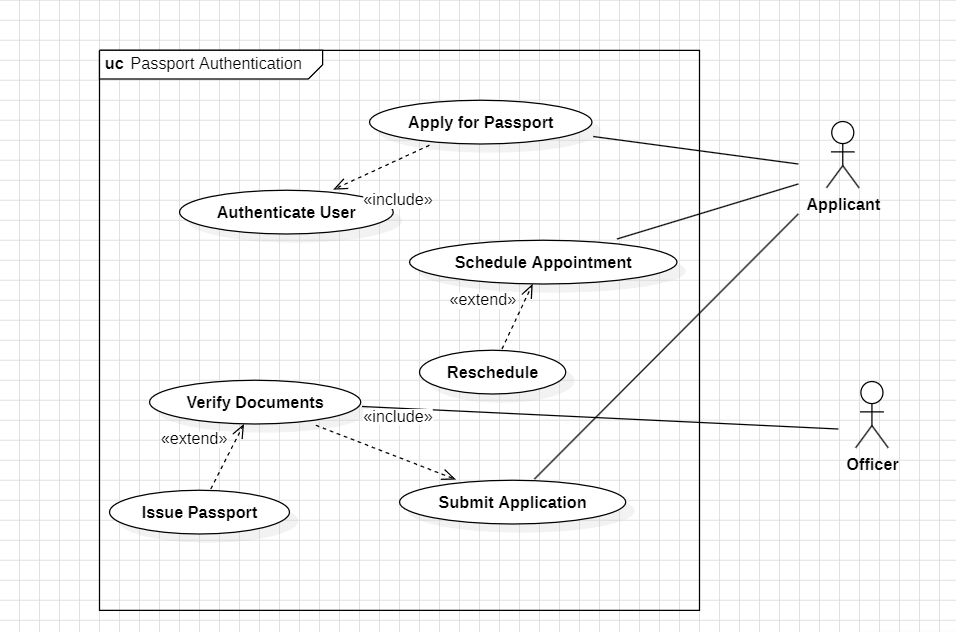 uc Passport Authentication
Apply for Passport
«include»
Authenticate User
Applicant
Schedule Appointment
«extend»
Reschedule
Verify Documents
«include»
«extend»
Officer
Submit Application
Issue Passport